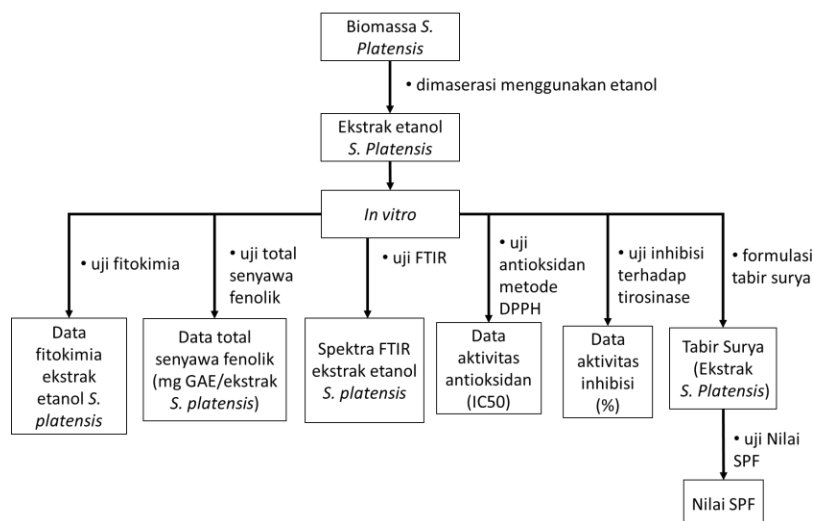 Biomassa S.
Platensis
• dimaserasi menggunakan etanol
Ekstrak etanol
S. Platensis
In vitro
• uji fitokimia
• uji total
senyawa
fenolik
• uji FTIR
• uji
antioksidan
metode
DPPH
• uji inhibisi
terhadap
tirosinase
• formulasi
tabir surya
Data
fitokimia
ekstrak
etanol S.
platensis
Data total
senyawa fenolik
(mg GAE/ekstrak
S. platensis)
Spektra FTIR
ekstrak etanol
S. platensis
Data
aktivitas
antioksidan
(IC50)
Data
aktivitas
inhibisi
(%)
Tabir Surya
(Ekstrak
S. Platensis)
• uji Nilai
SPF
Nilai SPF